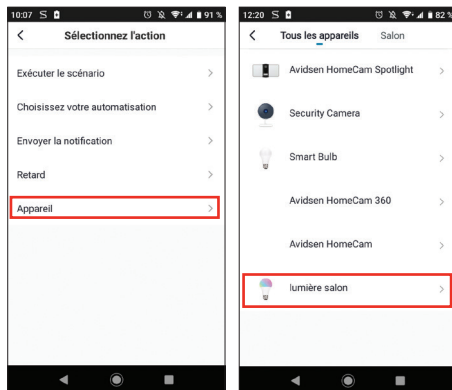 10:07 S 91 %
Sélectionnez l'action
Exécuter le scénario
Choisissez votre automatisation
Envoyer la notification
Retard
Appareil
12:20 S 82 %
Tous les appareils Salon
Avidsen HomeCam Spotlight
Security Camera
Smart Bulb
Avidsen HomeCam 360
Avidsen HomeCam
lumière salon